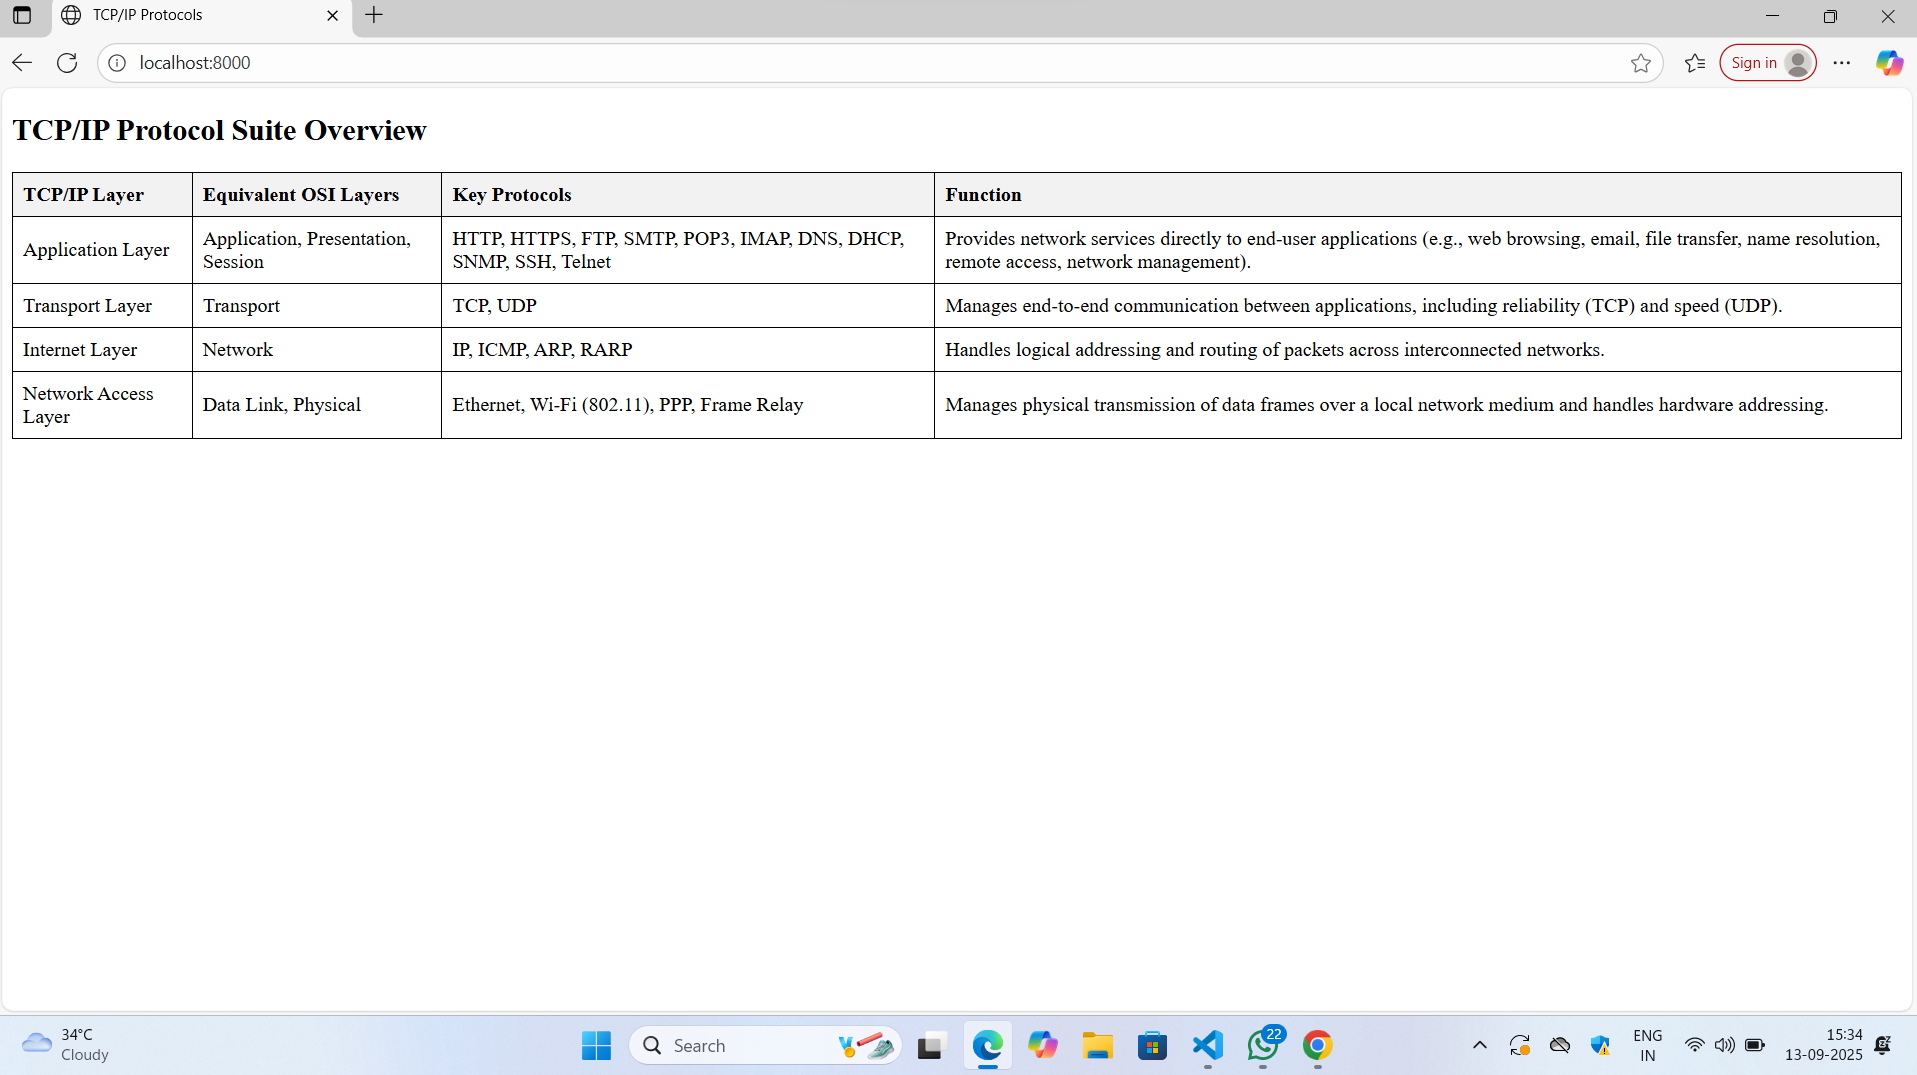 TCP/IP Protocols
localhost:8000
Sign in
TCP/IP Protocol Suite Overview
TCP/IP Layer
Equivalent OSI Layers
Key Protocols
Function
Application Layer
Application, Presentation,
Session
HTTP, HTTPS, FTP, SMTP, POP3, IMAP, DNS, DHCP,
SNMP, SSH, Telnet
Provides network services directly to end-user applications (e.g., web browsing, email, file transfer, name resolution,
remote access, network management).
Transport Layer
Transport
TCP, UDP
Manages end-to-end communication between applications, including reliability (TCP) and speed (UDP).
Internet Layer
Network
IP, ICMP, ARP, RARP
Handles logical addressing and routing of packets across interconnected networks.
Network Access
Layer
Data Link, Physical
Ethernet, Wi-Fi (802.11), PPP, Frame Relay
Manages physical transmission of data frames over a local network medium and handles hardware addressing.
34°C
Cloudy
Search
22
ENG
IN
15:34
13-09-2025